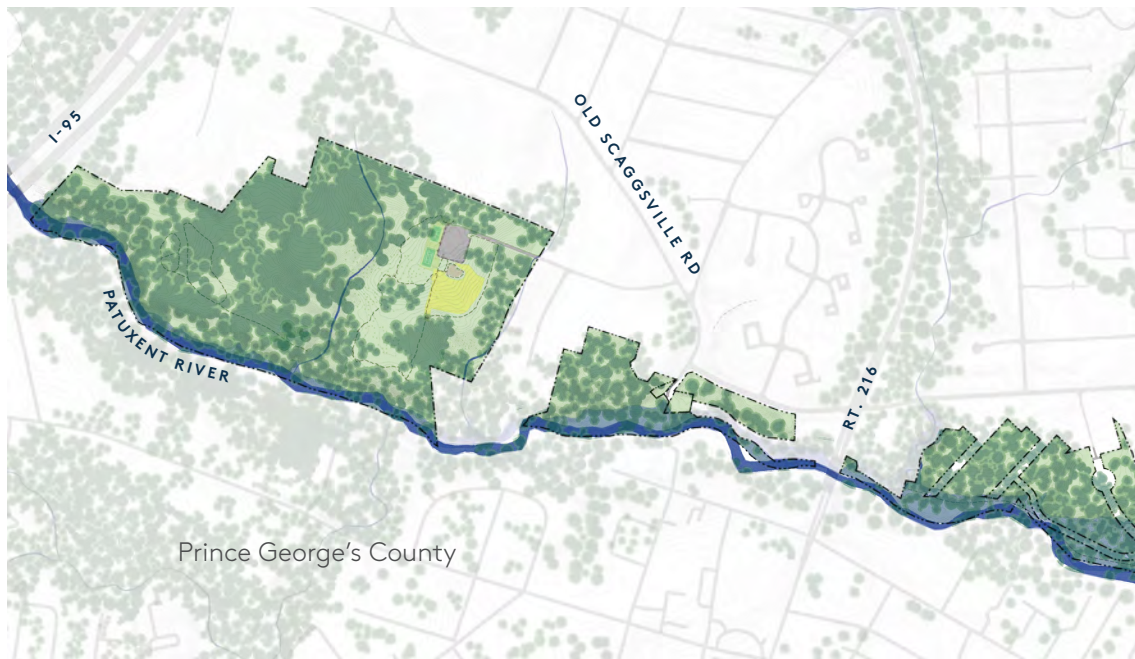 I-95
OLD SCAGGSVILLE RD
PATUXENT RIVER
RT. 216
Prince George's County